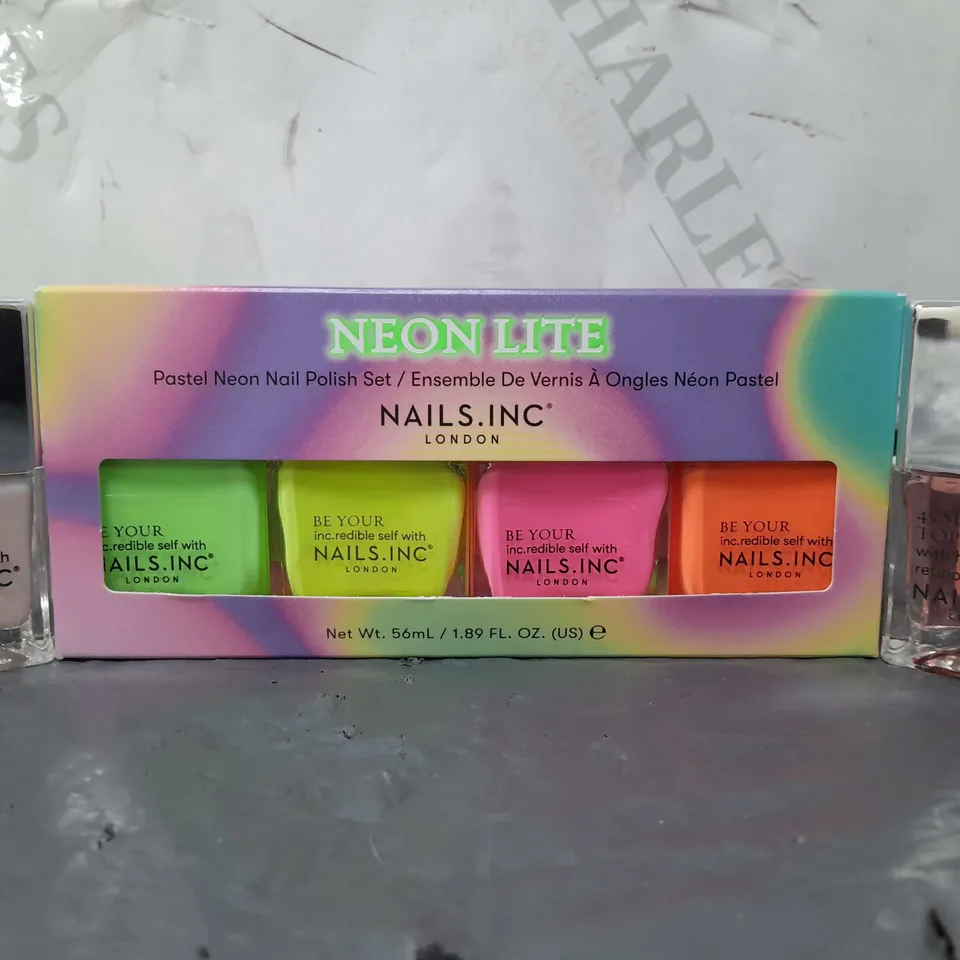 NEON LITE
Pastel Neon Nail Polish Set / Ensemble De Vernis À Ongles Néon Pastel
NAILS.INC®
LONDON
E YOUR
c.redible self with
AILS.INC®
LONDON
BE YOUR
inc.redible self with
NAILS.INC®
LONDON
BE YOUR
inc.redible self with
NAILS.INC®
LONDON
BE YOUR
inc.redible self with
NAILS.INC
LONDON
Net Wt. 56mL / 1.89 FL. OZ. (US) ℮